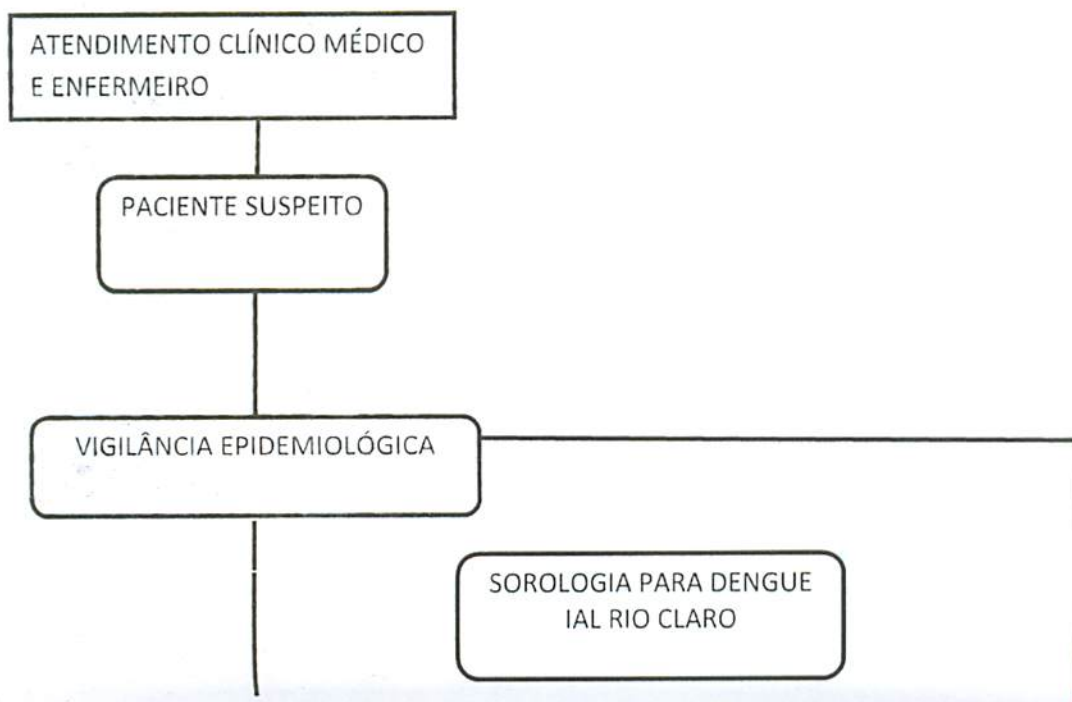 ATENDIMENTO CLÍNICO MÉDICO
E ENFERMEIRO
PACIENTE SUSPEITO
VIGILÂNCIA EPIDEMIOLÓGICA
SOROLOGIA PARA DENGUE
IAL RIO CLARO